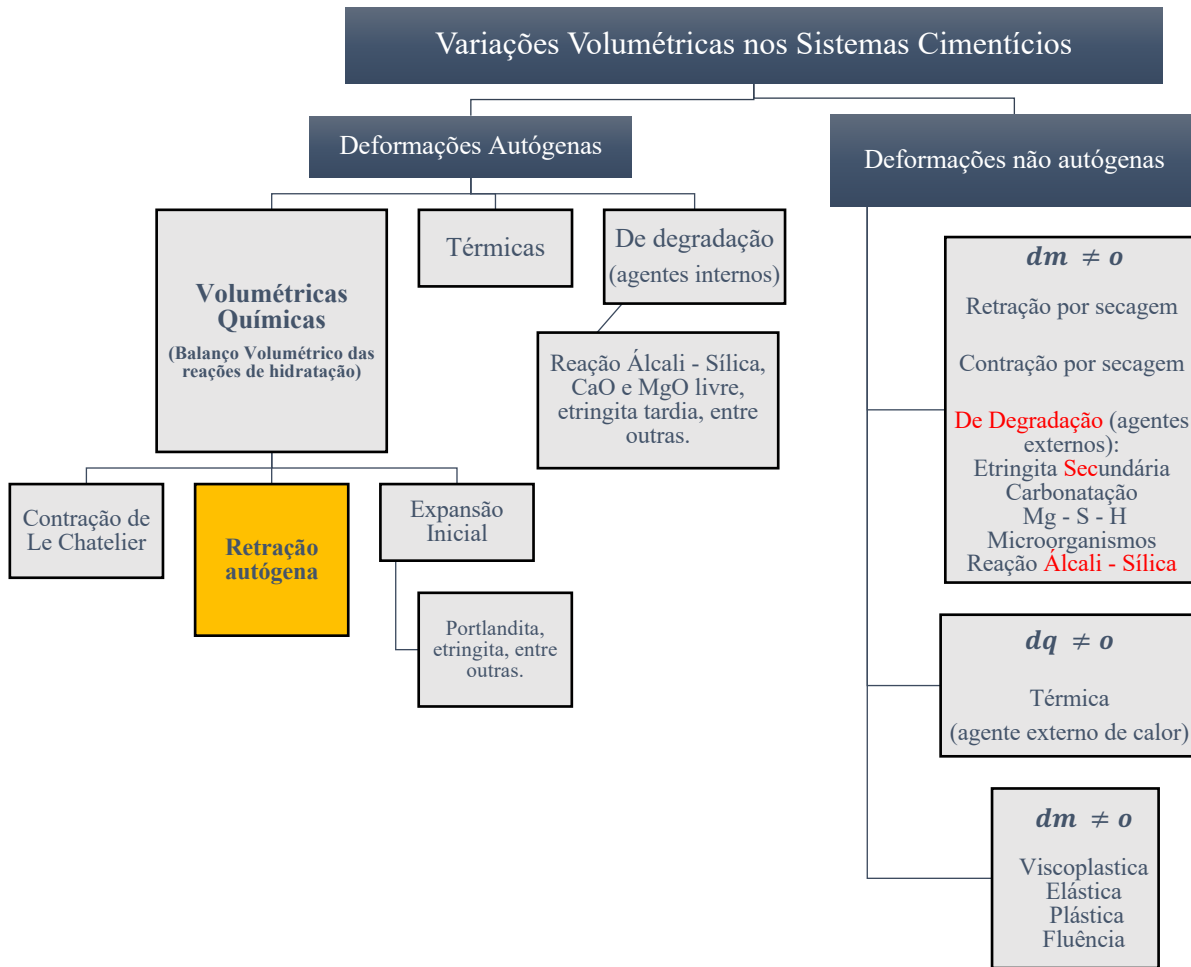 Variações Volumétricas nos Sistemas Cimentícios
Deformações Autógenas
Deformações não autógenas
Volumétricas
Químicas
(Balanço Volumétrico das
reações de hidratação)
Térmicas
De degradação
(agentes internos)
Reação Álcali - Sílica,
CaO e MgO livre,
etringita tardia, entre
outras.
Contração de
Le Chatelier
Retração
autógena
Expansão
Inicial
Portlandita,
etringita, entre
outras.
dm ≠ o
Retração por secagem
Contração por secagem
De Degradação (agentes
externos):
Etringita Secundária
Carbonatação
Mg - S - H
Microorganismos
Reação Álcali - Sílica
dq ≠ o
Térmica
(agente externo de calor)
dm ≠ o
Viscoplastica
Elástica
Plástica
Fluência